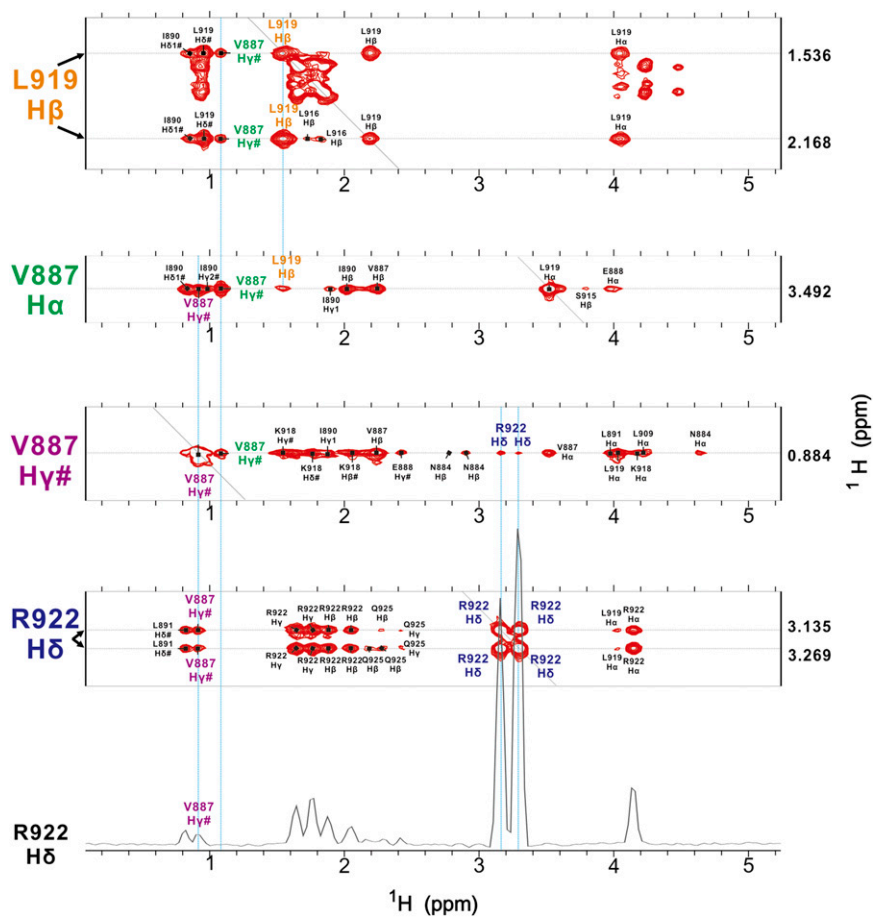 L919
Hβ
I890
Hδ1#
L919
Hδ#
V887
Hγ#
L919
Hβ
L919
Hβ
L919
Hα
1.536
I890
Hδ1#
L919
Hδ#
V887
Hγ#
L919
Hβ
L916
Hβ
L916
Hβ
L919
Hβ
L919
Hα
2.168
1 2 3 4 5
V887
Hα
I890
Hδ1#
I890
Hγ2#
V887
Hγ#
V887
Hγ#
L919
Hβ
I890
Hγ1
I890
Hβ
V887
Hβ
L919
Hα
S915
Hβ
E888
Hα
3.492
1 2 3 4 5
V887
Hγ#
V887
Hγ#
V887
Hγ#
K918
Hγ#
K918
Hδ#
I890
Hγ1
K918
Hβ#
V887
Hβ
E888
Hγ#
N884
Hβ
N884
Hβ
R922
Hδ Hδ
V887
Hα
L891
Hα
L919
Hα
L909
Hα
K918
Hα
N884
Hα
0.884
1 2 3 4 5
¹H (ppm)
R922
Hδ
L891
Hδ#
V887
Hγ#
R922
Hγ
R922
Hγ
R922
Hβ
R922
Hβ
Q925
Hβ
Q925
Hγ
R922
Hδ
R922
Hδ
L919
Hα
R922
Hα
3.135
L891
Hδ#
V887
Hγ#
R922
Hγ
R922
Hγ
R922
Hβ
R922
Hβ
Q925
Hβ
Q925
Hβ
Q925
Hγ
R922
Hδ
R922
Hδ
L919
Hα
R922
Hα
3.269
R922
Hδ
V887
Hγ#
1 2 3 4 5
¹H (ppm)